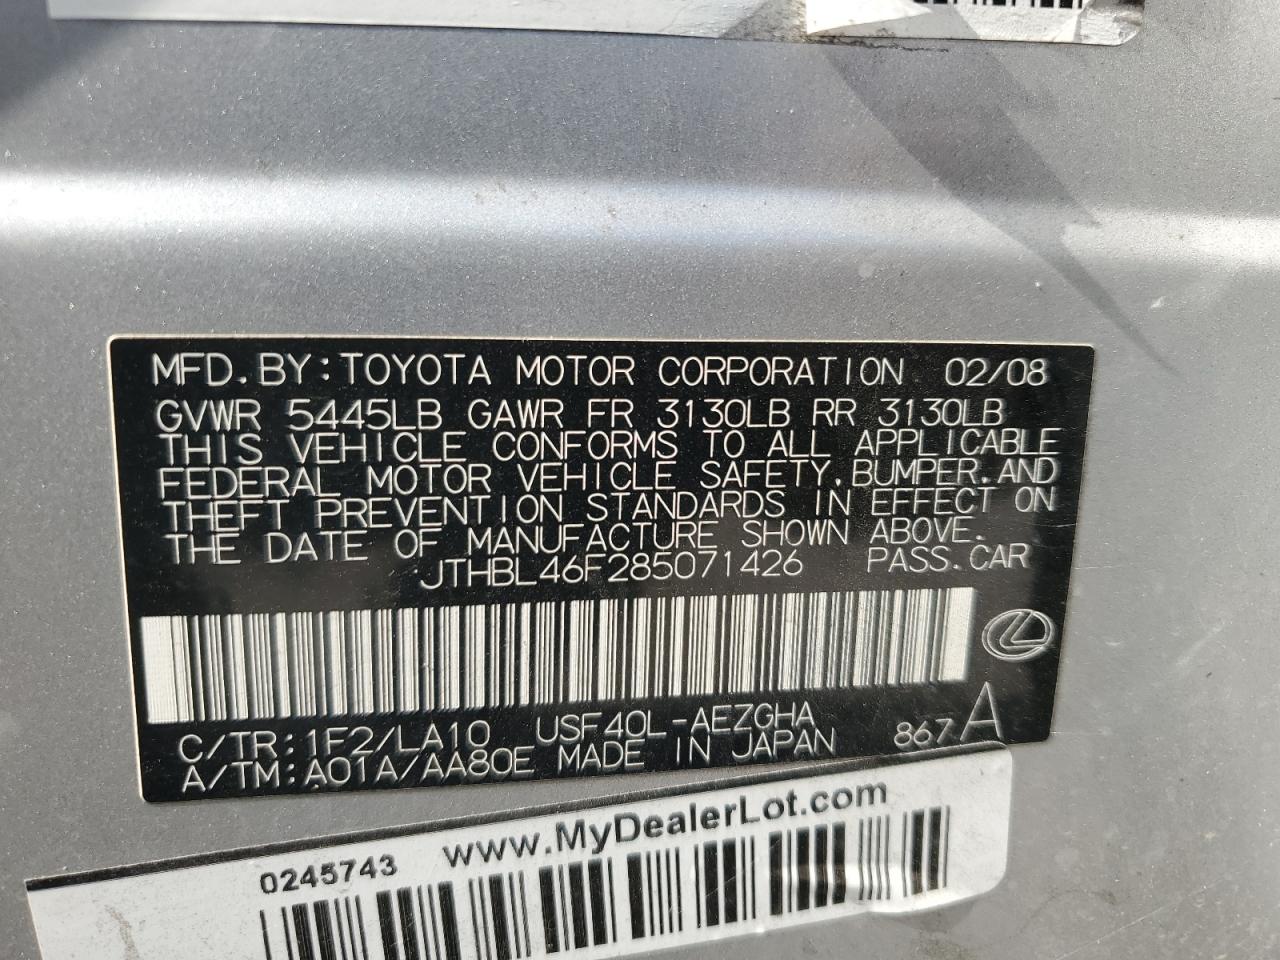 MFD.BY:TOYOTA MOTOR CORPORATION 02/08
GVWR 5445LB GAWR FR 3130LB RR 3130LB
THIS VEHICLE CONFORMS TO ALL APPLICABLE
FEDERAL MOTOR VEHICLE SAFETY,BUMPER,AND
THEFT PREVENTION STANDARDS IN EFFECT ON
THE DATE OF MANUFACTURE SHOWN ABOVE.
JTHBL46F285071426 PASS.CAR
C/TR:1F2/LA10 USF40L-AEZGHA
A/TM:A01A/AA80E MADE IN JAPAN 867 A
0245743 www.MyDealerLot.com